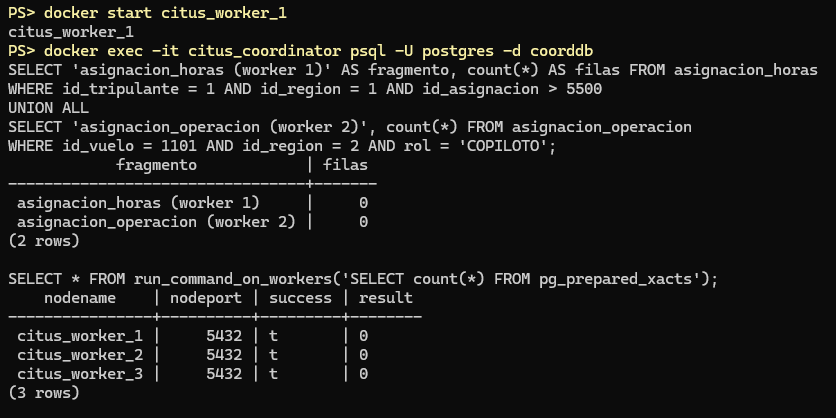 PS> docker start citus_worker_1
citus_worker_1
PS> docker exec -it citus_coordinator psql -U postgres -d coorddb
SELECT 'asignacion_horas (worker 1)' AS fragmento, count(*) AS filas FROM asignacion_horas
WHERE id_tripulante = 1 AND id_region = 1 AND id_asignacion > 5500
UNION ALL
SELECT 'asignacion_operacion (worker 2)', count(*) FROM asignacion_operacion
WHERE id_vuelo = 1101 AND id_region = 2 AND rol = 'COPILOTO';
            fragmento            | filas
---------------------------------+-------
 asignacion_horas (worker 1)     |     0
 asignacion_operacion (worker 2) |     0
(2 rows)

SELECT * FROM run_command_on_workers('SELECT count(*) FROM pg_prepared_xacts');
    nodename    | nodeport | success | result
----------------+----------+---------+--------
 citus_worker_1 |     5432 | t       | 0
 citus_worker_2 |     5432 | t       | 0
 citus_worker_3 |     5432 | t       | 0
(3 rows)